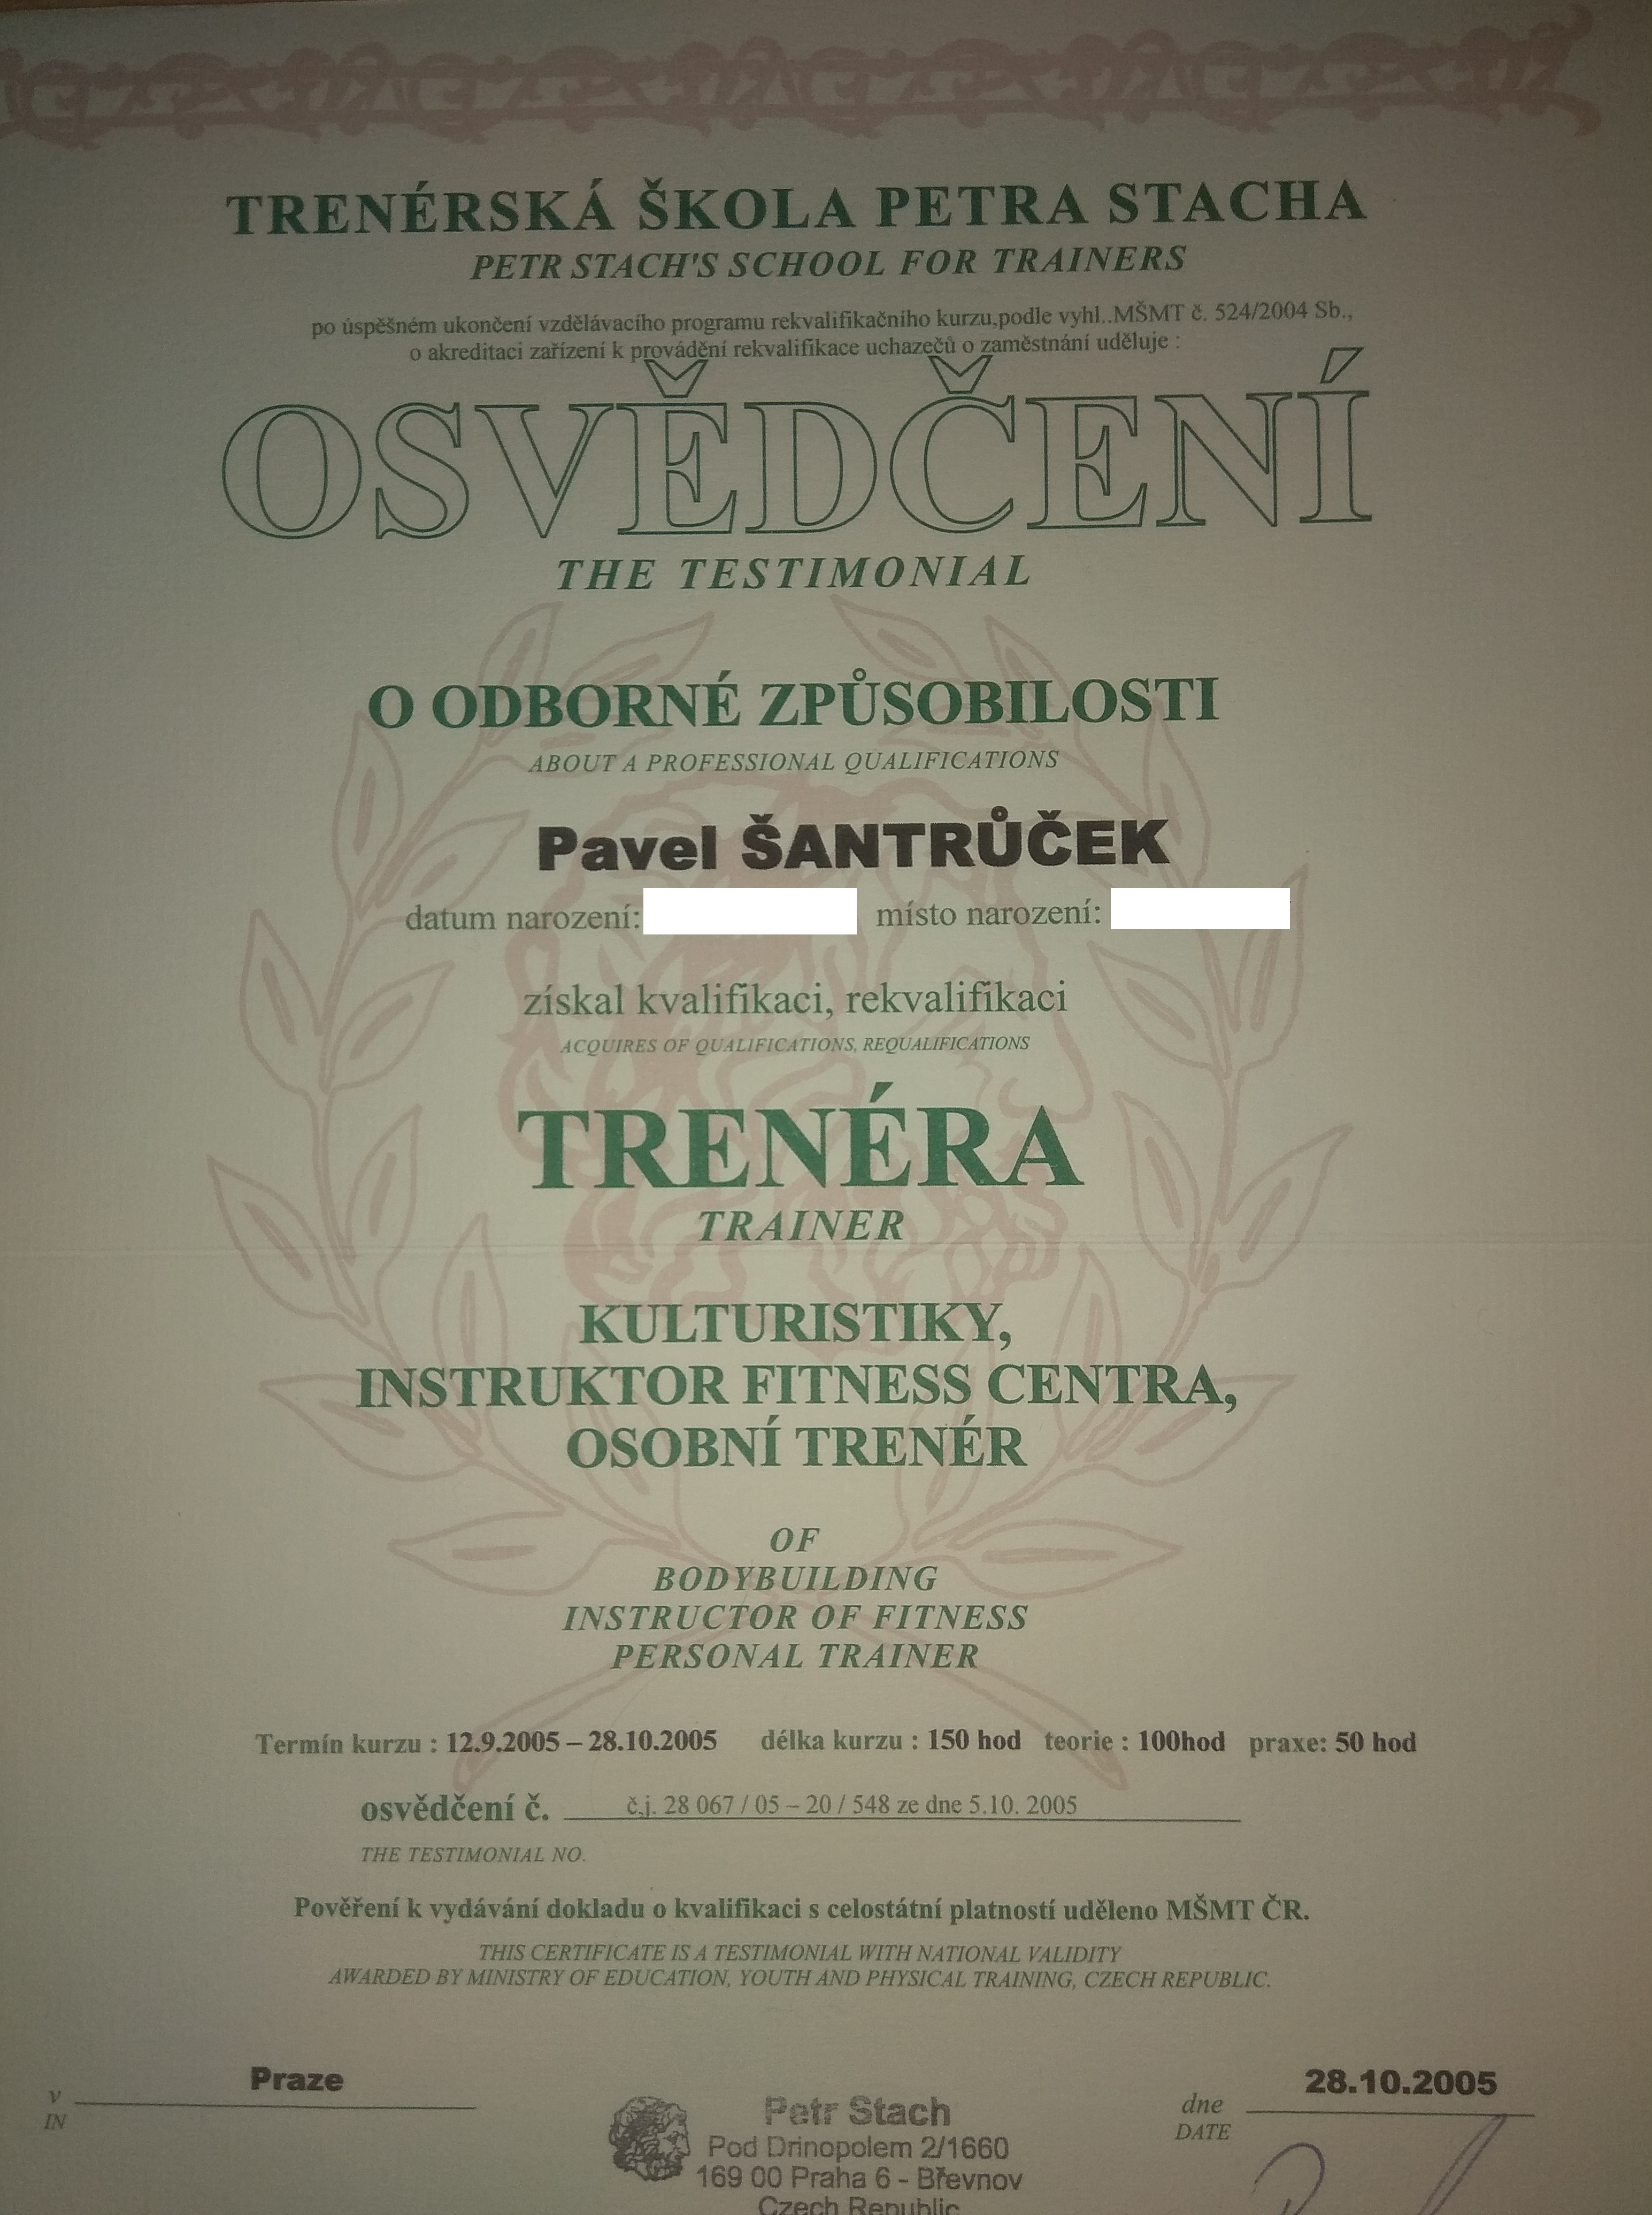 TRENÉRSKÁ ŠKOLA PETRA STACHA
PETR STACH'S SCHOOL FOR TRAINERS
po úspěšném ukončení vzdělávacího programu rekvalifikačního kurzu,podle vyhl..MŠMT č. 524/2004 Sb.,
o akreditaci zařízení k provádění rekvalifikace uchazečů o zaměstnání uděluje :
OSVĚDČENÍ
THE TESTIMONIAL
O ODBORNÉ ZPŮSOBILOSTI
ABOUT A PROFESSIONAL QUALIFICATIONS
Pavel ŠANTRŮČEK
datum narození: místo narození:
získal kvalifikaci, rekvalifikaci
ACQUIRES OF QUALIFICATIONS, REQUALIFICATIONS
TRENÉRA
TRAINER
KULTURISTIKY,
INSTRUKTOR FITNESS CENTRA,
OSOBNÍ TRENÉR
OF
BODYBUILDING
INSTRUCTOR OF FITNESS
PERSONAL TRAINER
Termín kurzu : 12.9.2005 – 28.10.2005 délka kurzu : 150 hod teorie : 100hod praxe: 50 hod
osvědčení č. č.j. 28 067 / 05 – 20 / 548 ze dne 5.10. 2005
THE TESTIMONIAL NO.
Pověření k vydávání dokladu o kvalifikaci s celostátní platností uděleno MŠMT ČR.
THIS CERTIFICATE IS A TESTIMONIAL WITH NATIONAL VALIDITY
AWARDED BY MINISTRY OF EDUCATION, YOUTH AND PHYSICAL TRAINING, CZECH REPUBLIC.
v Praze
IN
dne 28.10.2005
DATE
Petr Stach
Pod Drinopolem 2/1660
169 00 Praha 6 - Břevnov
Czech Republic